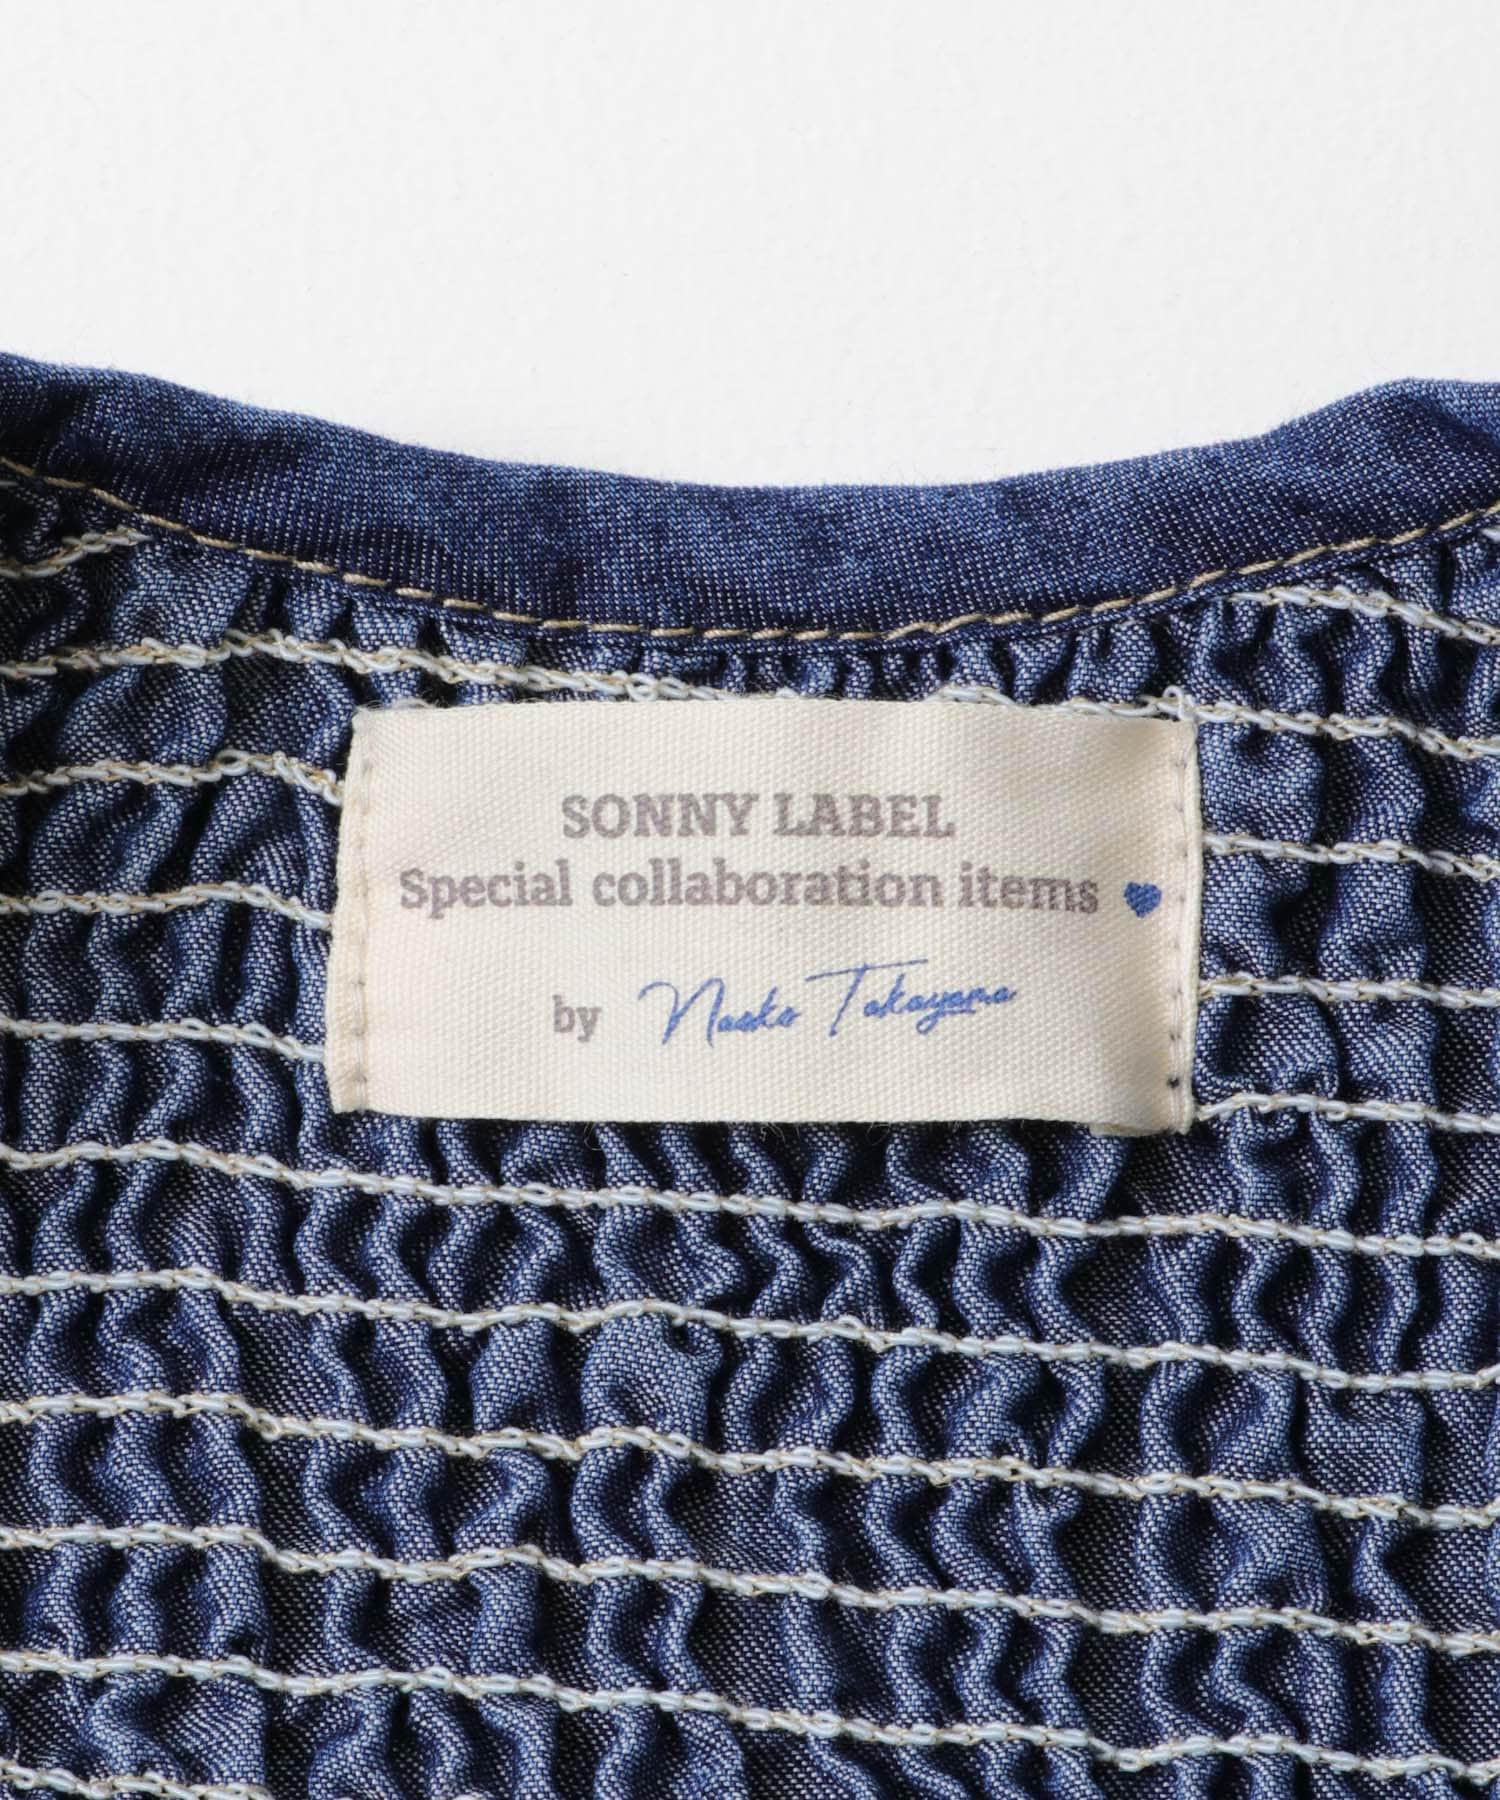 SONNY LABEL
Special collaboration items
by Naoko Takayama